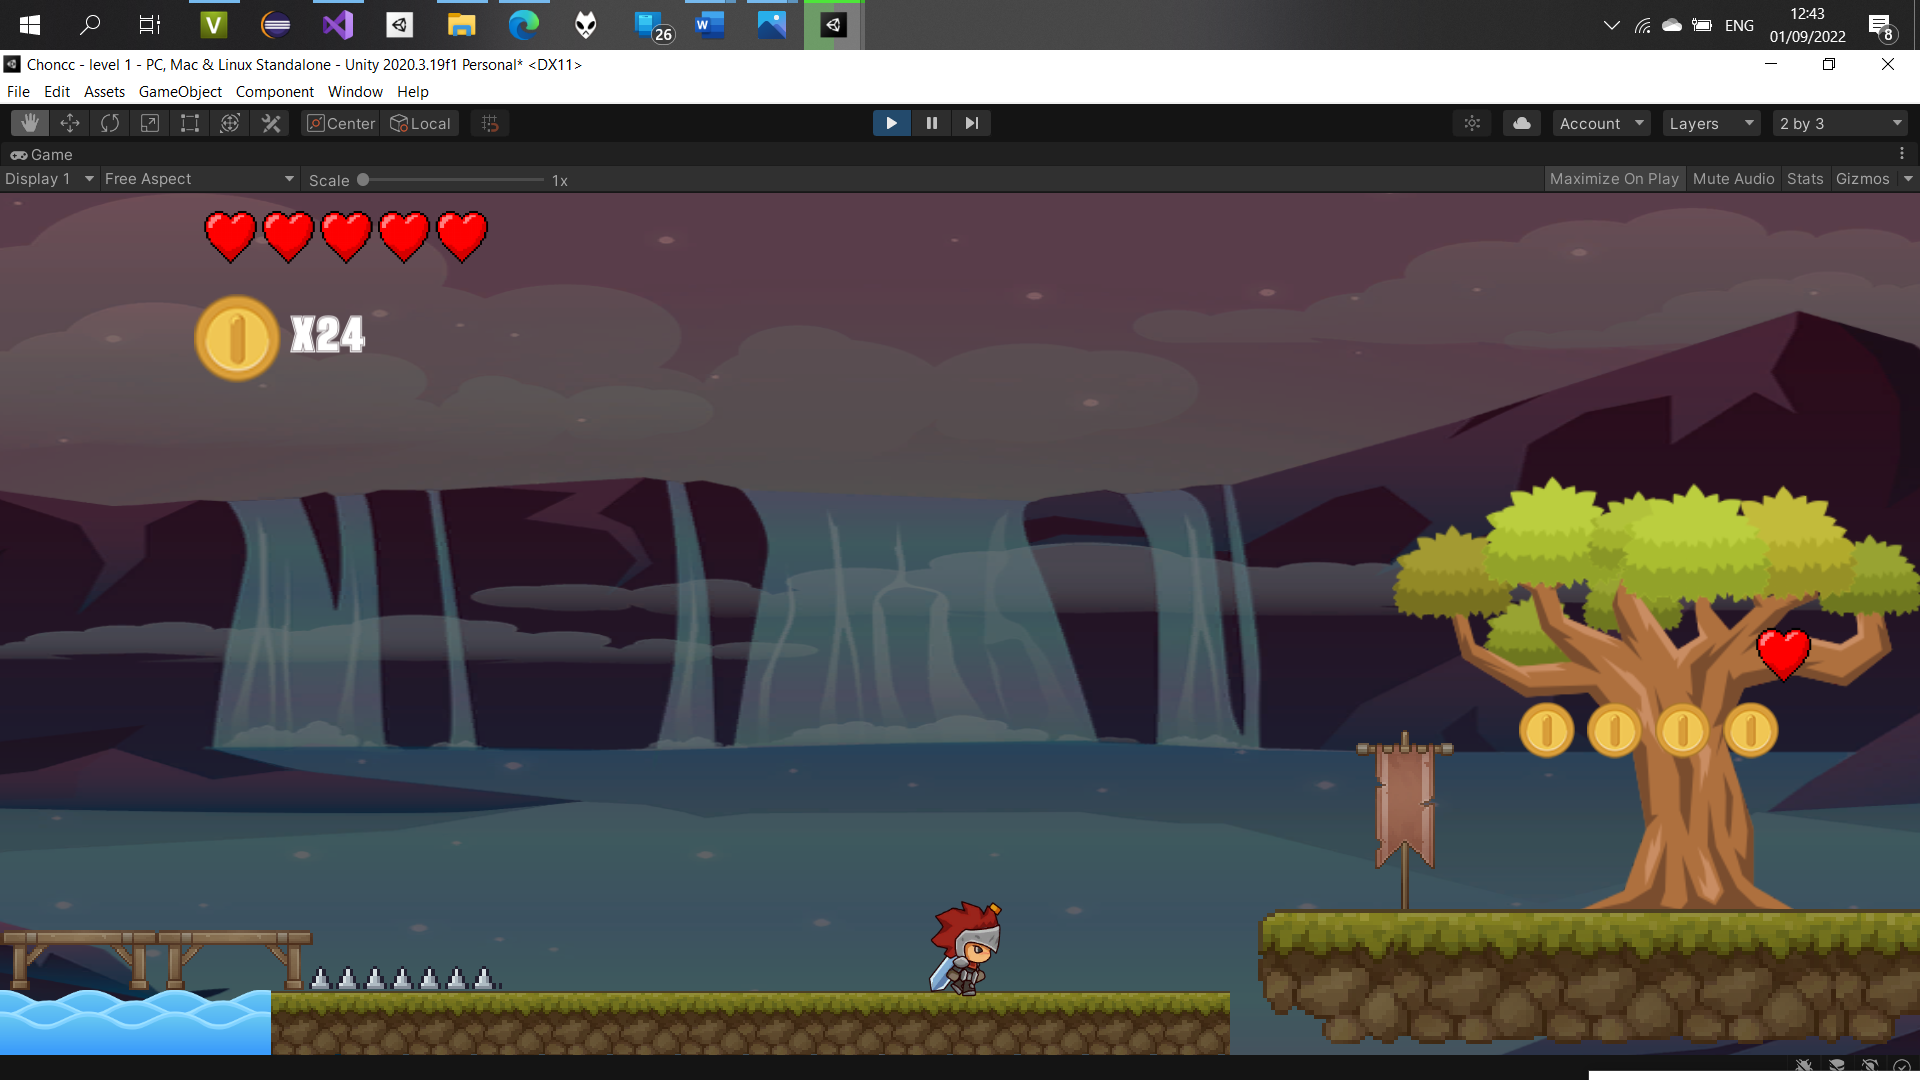 26
ENG
12:43
01/09/2022
8
Choncc - level 1 - PC, Mac & Linux Standalone - Unity 2020.3.19f1 Personal* <DX11>
File Edit Assets GameObject Component Window Help
Center Local Account Layers 2 by 3
Game
Display 1 Free Aspect Scale 1x Maximize On Play Mute Audio Stats Gizmos
X24